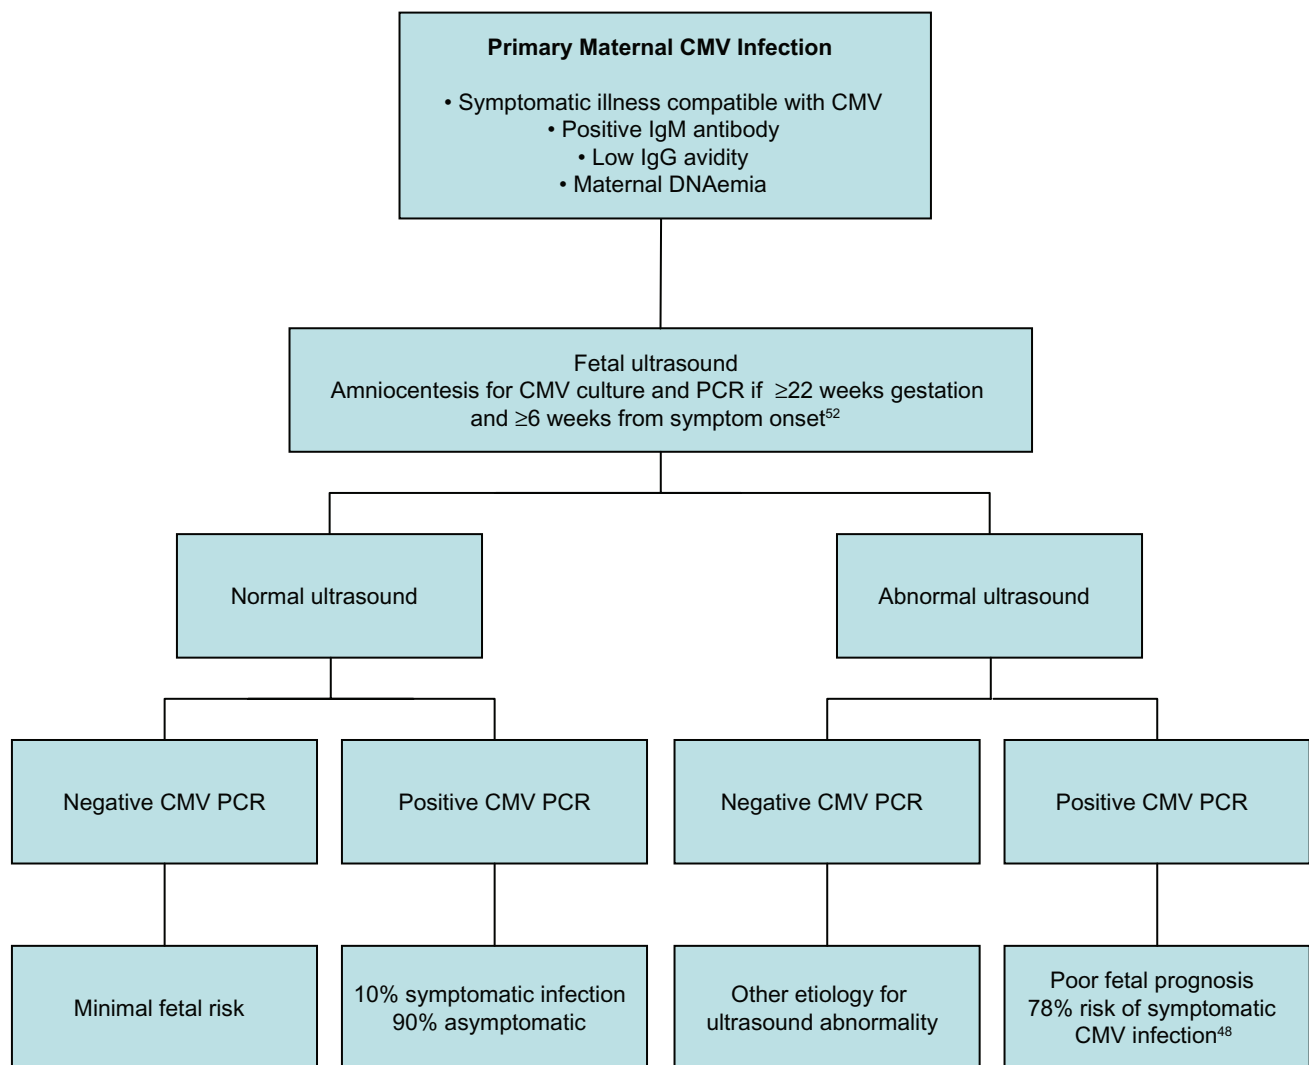 Primary Maternal CMV Infection
• Symptomatic illness compatible with CMV
• Positive IgM antibody
• Low IgG avidity
• Maternal DNAemia
Fetal ultrasound
Amniocentesis for CMV culture and PCR if ≥22 weeks gestation
and ≥6 weeks from symptom onset⁵²
Normal ultrasound
Abnormal ultrasound
Negative CMV PCR
Positive CMV PCR
Negative CMV PCR
Positive CMV PCR
Minimal fetal risk
10% symptomatic infection
90% asymptomatic
Other etiology for
ultrasound abnormality
Poor fetal prognosis
78% risk of symptomatic
CMV infection⁴⁸